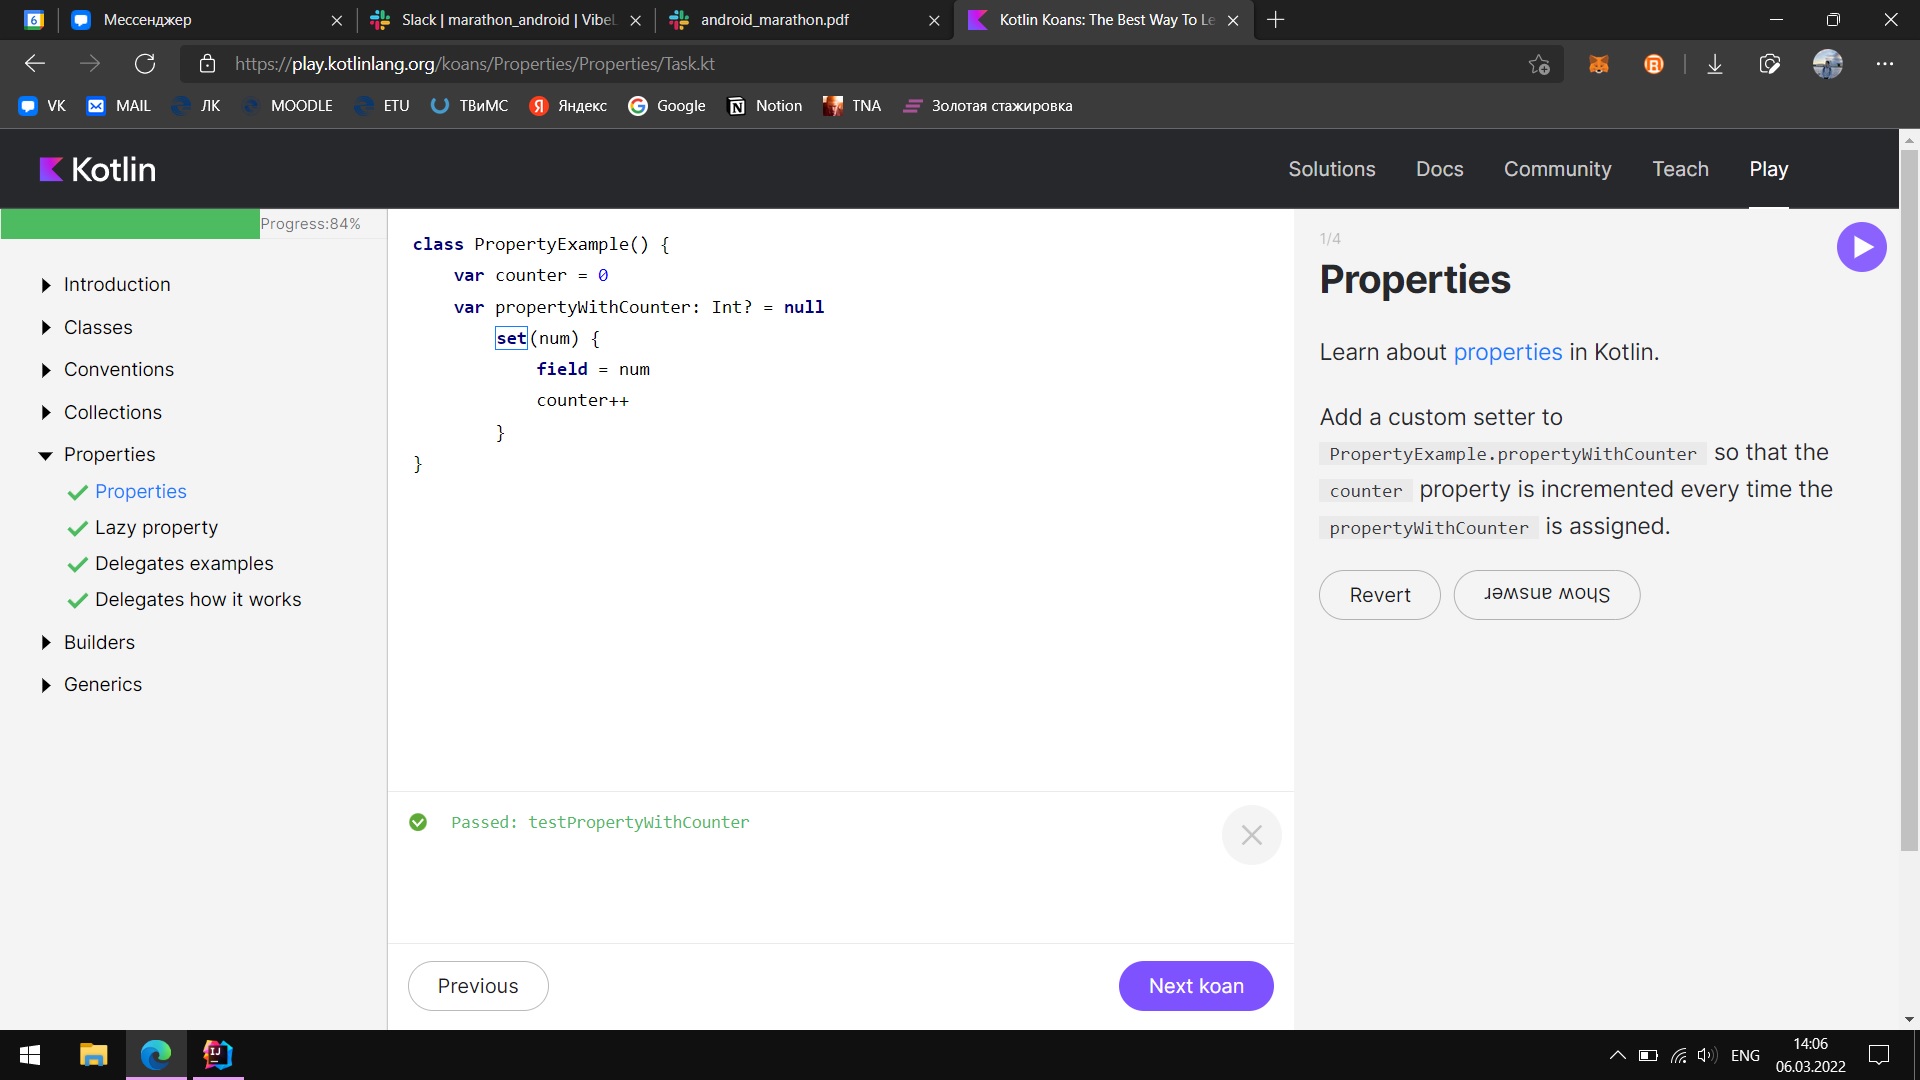 6
Мессенджер
Slack | marathon_android | VibeL
android_marathon.pdf
Kotlin Koans: The Best Way To Le
https://play.kotlinlang.org/koans/Properties/Properties/Task.kt
VK
MAIL
ЛК
MOODLE
ETU
ТВиМС
Яндекс
Google
Notion
TNA
Золотая стажировка
Kotlin
Solutions
Docs
Community
Teach
Play
Progress:84%
Introduction
Classes
Conventions
Collections
Properties
Properties
Lazy property
Delegates examples
Delegates how it works
Builders
Generics
class PropertyExample() {
var counter = 0
var propertyWithCounter: Int? = null
set(num) {
field = num
counter++
}
}
Passed: testPropertyWithCounter
Previous
Next koan
1/4
Properties
Learn about properties in Kotlin.
Add a custom setter to
PropertyExample.propertyWithCounter so that the
counter property is incremented every time the
propertyWithCounter is assigned.
Revert
Show answer
ENG
14:06
06.03.2022